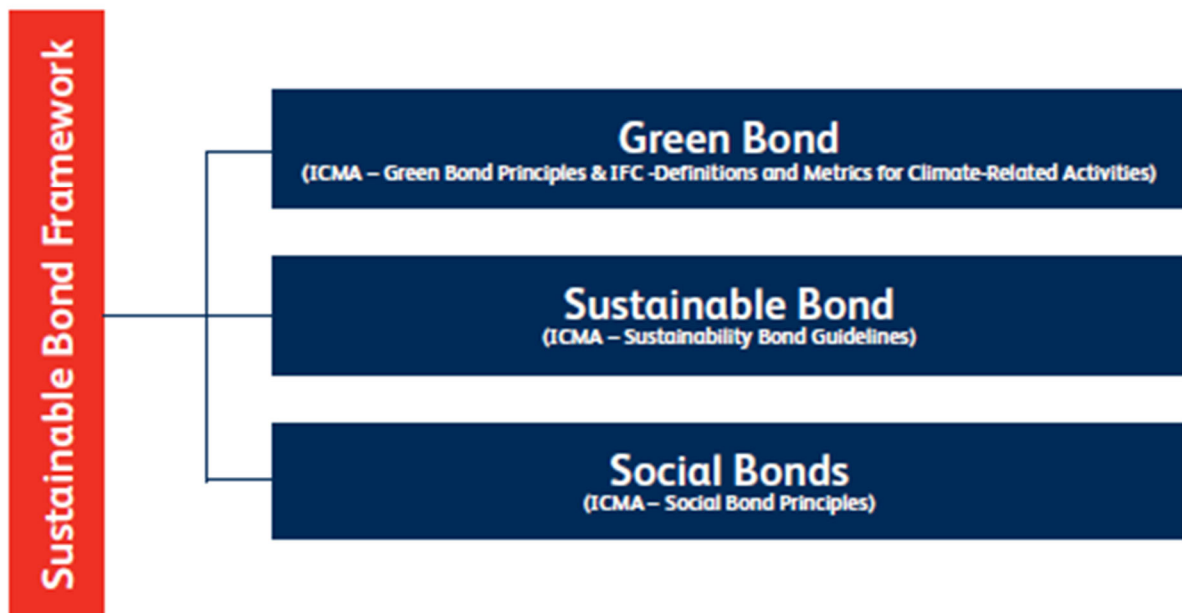 Sustainable Bond Framework
Green Bond
(ICMA – Green Bond Principles & IFC -Definitions and Metrics for Climate-Related Activities)
Sustainable Bond
(ICMA – Sustainability Bond Guidelines)
Social Bonds
(ICMA – Social Bond Principles)